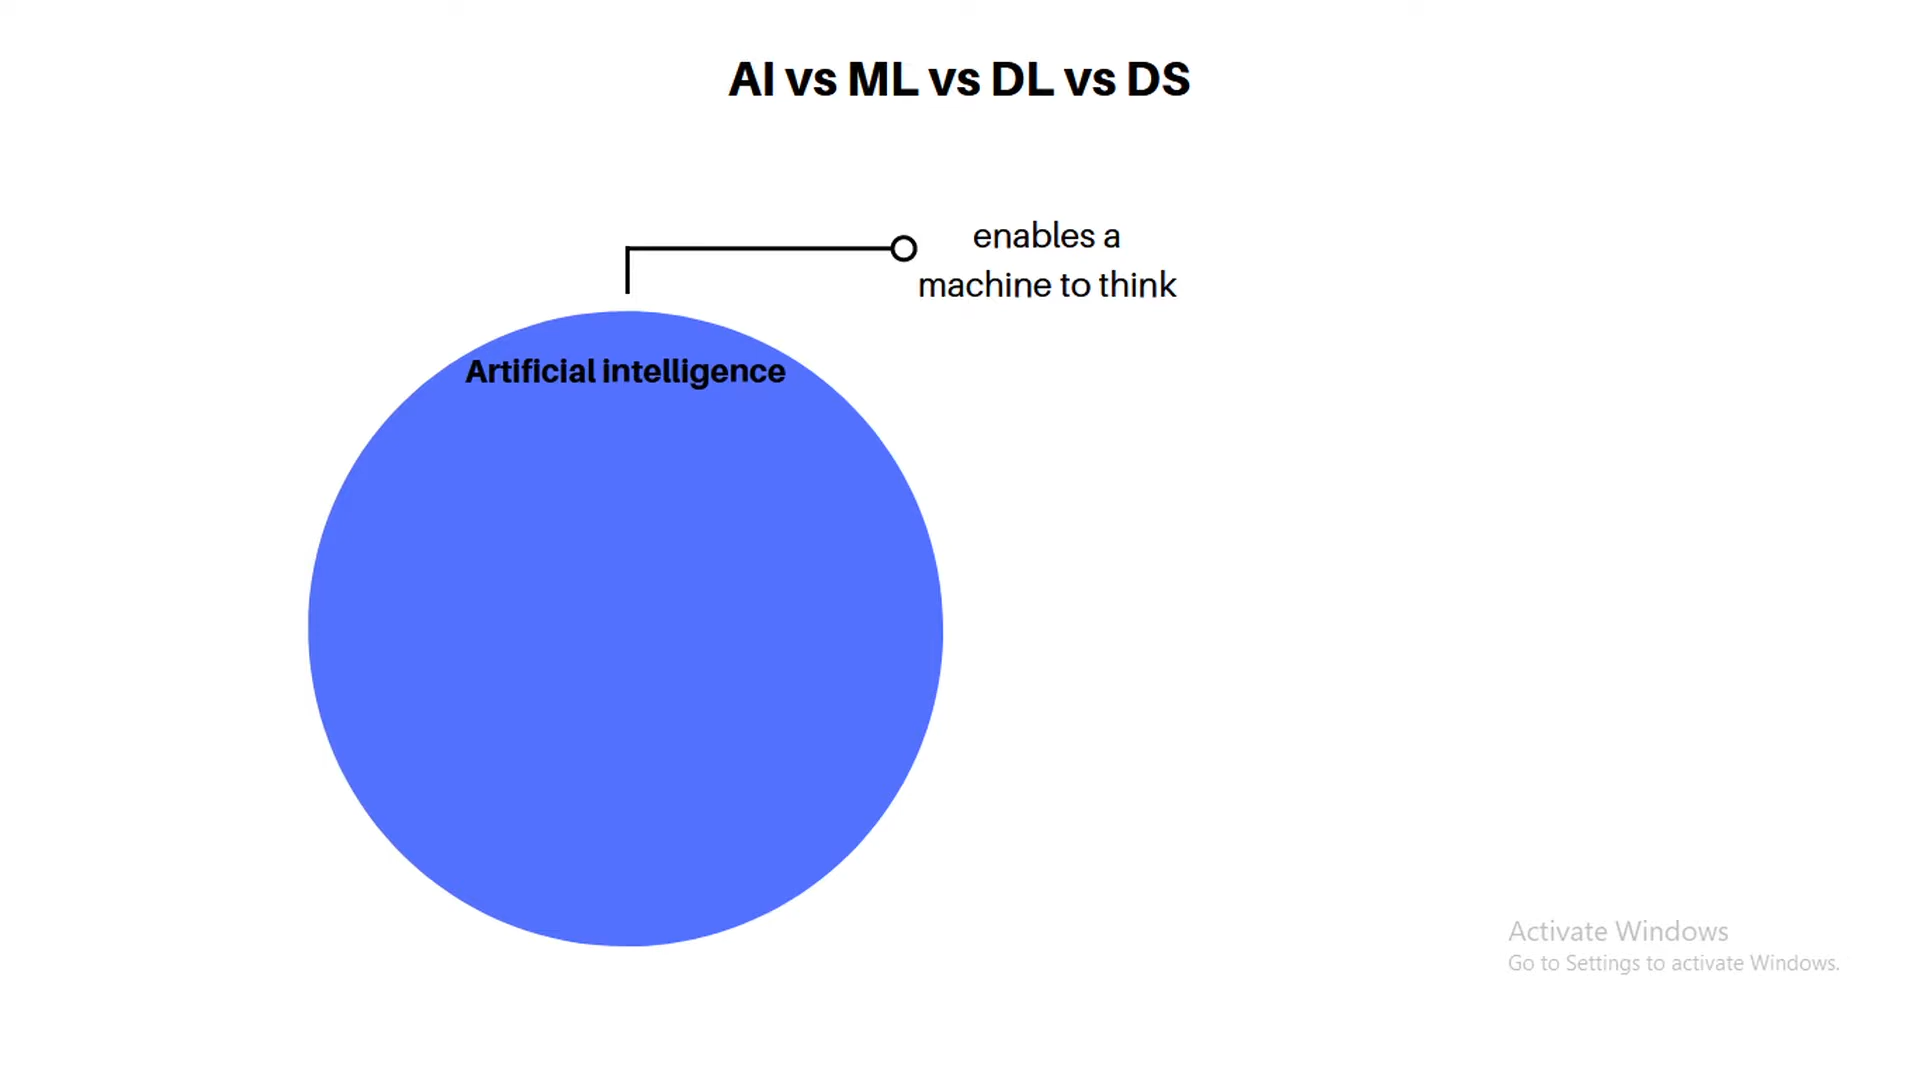 AI vs ML vs DL vs DS
enables a
machine to think
Artificial intelligence
Activate Windows
Go to Settings to activate Windows.